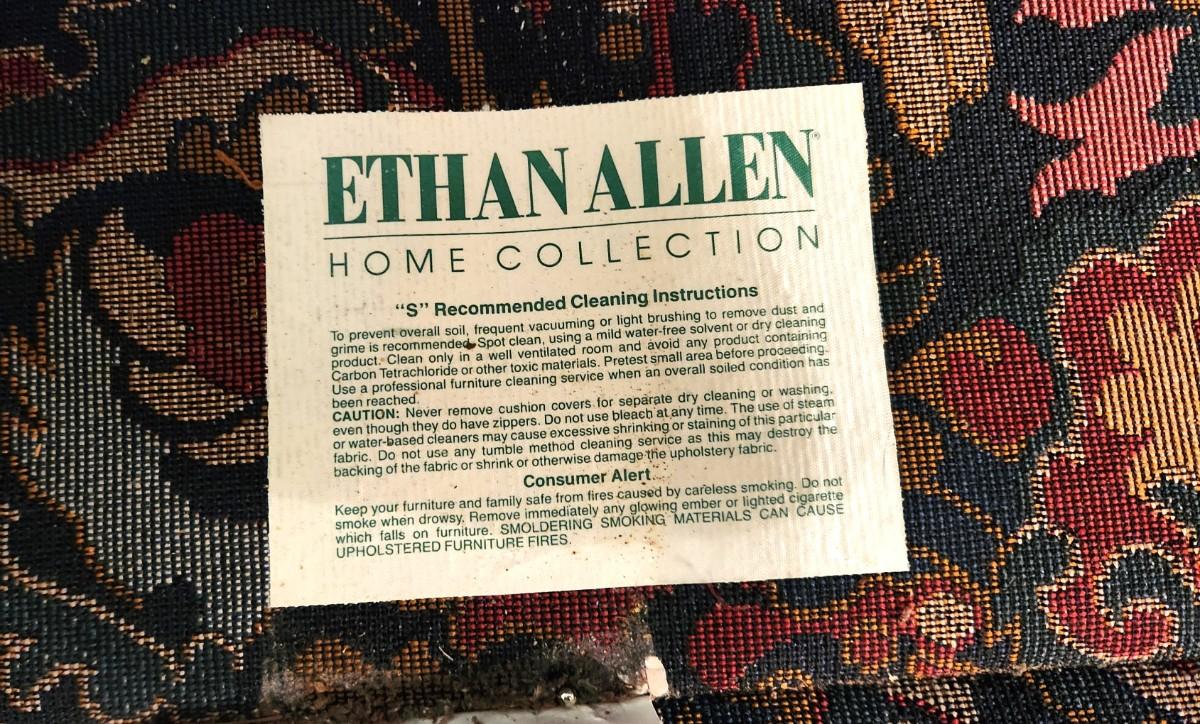 ETHAN ALLEN®
HOME COLLECTION
“S” Recommended Cleaning Instructions
To prevent overall soil, frequent vacuuming or light brushing to remove dust and
grime is recommended. Spot clean, using a mild water-free solvent or dry cleaning
product. Clean only in a well ventilated room and avoid any product containing
Carbon Tetrachloride or other toxic materials. Pretest small area before proceeding.
Use a professional furniture cleaning service when an overall soiled condition has
been reached.
CAUTION: Never remove cushion covers for separate dry cleaning or washing,
even though they do have zippers. Do not use bleach at any time. The use of steam
or water-based cleaners may cause excessive shrinking or staining of this particular
fabric. Do not use any tumble method cleaning service as this may destroy the
backing of the fabric or shrink or otherwise damage the upholstery fabric.
Consumer Alert
Keep your furniture and family safe from fires caused by careless smoking. Do not
smoke when drowsy. Remove immediately any glowing ember or lighted cigarette
which falls on furniture. SMOLDERING SMOKING MATERIALS CAN CAUSE
UPHOLSTERED FURNITURE FIRES.